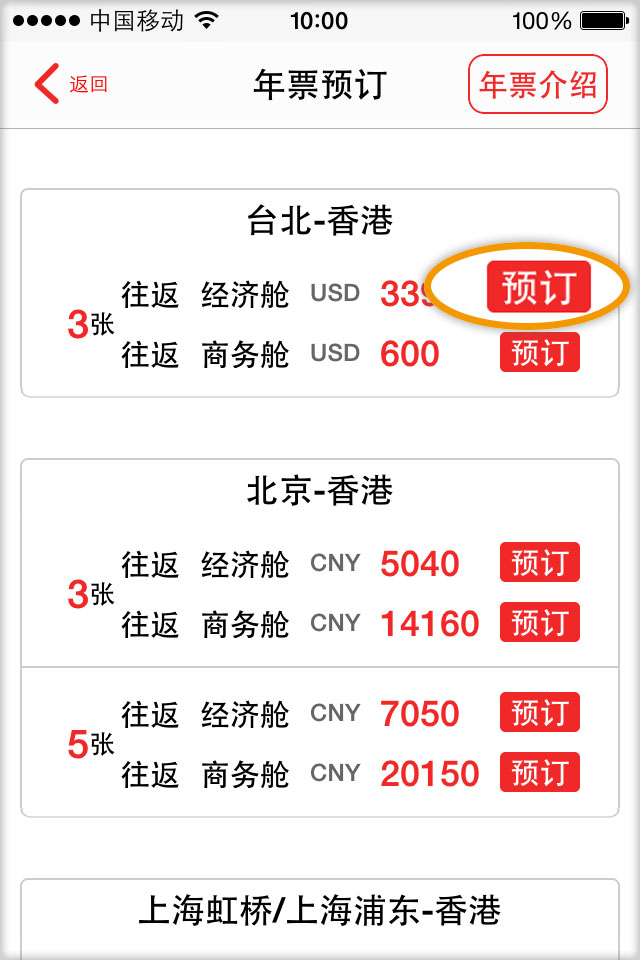 中国移动 10:00 100%
返回 年票预订 年票介绍
台北-香港
3张
往返 经济舱 USD 预订
往返 商务舱 USD 600 预订
北京-香港
3张
往返 经济舱 CNY 5040 预订
往返 商务舱 CNY 14160 预订
5张
往返 经济舱 CNY 7050 预订
往返 商务舱 CNY 20150 预订
上海虹桥/上海浦东-香港